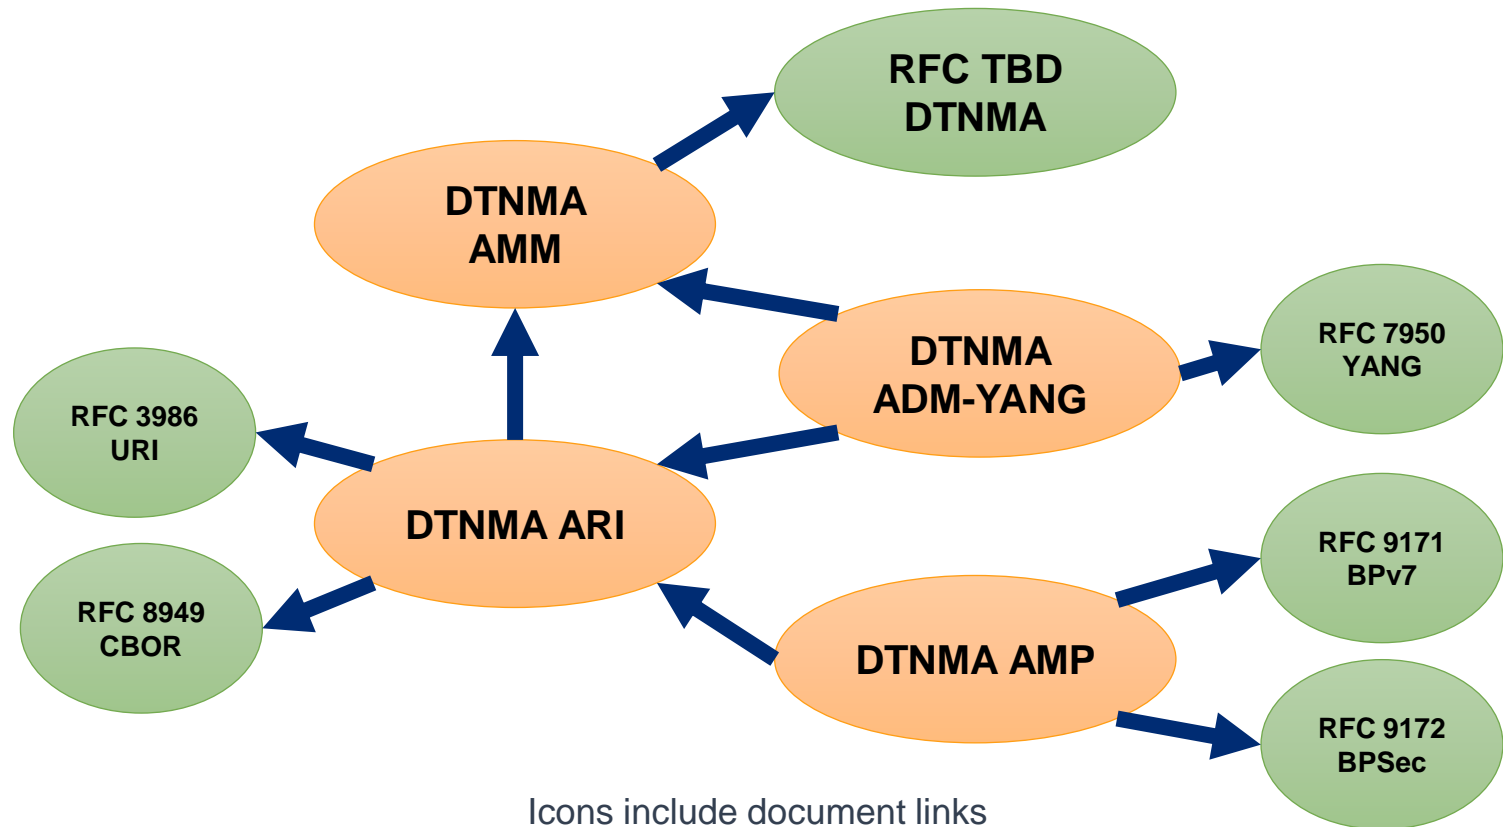 RFC TBD
DTNMA
DTNMA
AMM
DTNMA
ADM-YANG
RFC 7950
YANG
RFC 3986
URI
DTNMA ARI
RFC 8949
CBOR
RFC 9171
BPv7
DTNMA AMP
RFC 9172
BPSec
Icons include document links